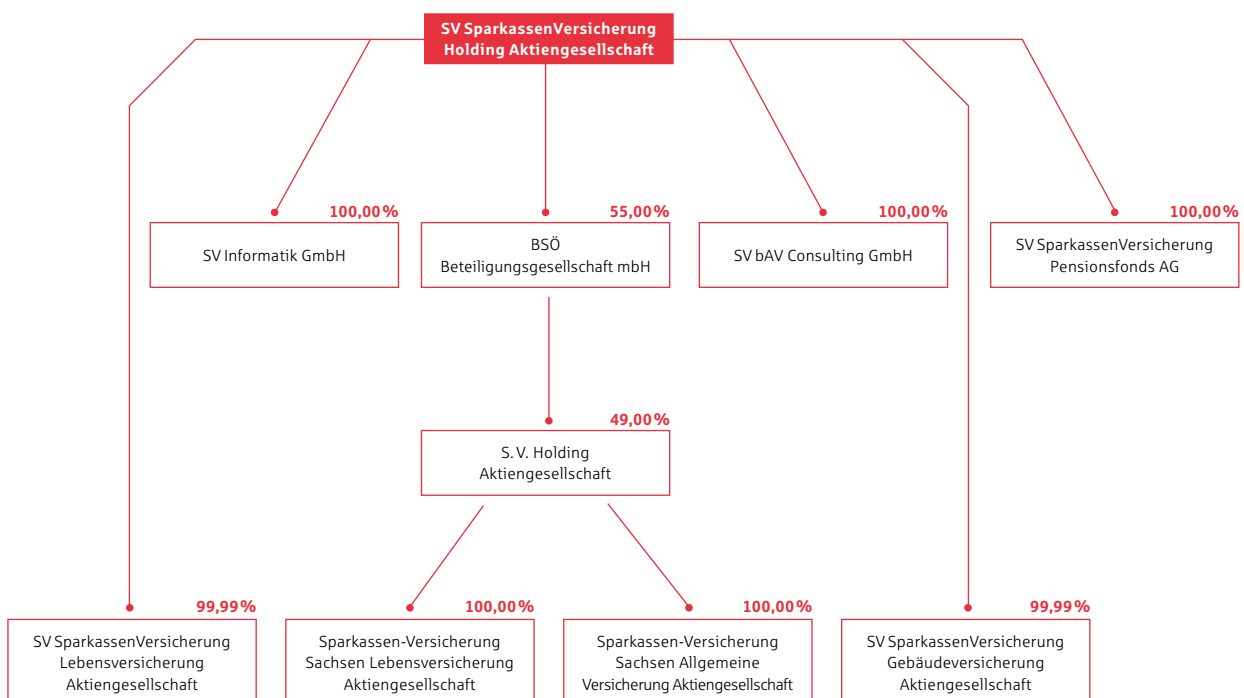 SV SparkassenVersicherung
Holding Aktiengesellschaft
100,00 %
SV Informatik GmbH
55,00 %
BSÖ
Beteiligungsgesellschaft mbH
100,00 %
SV bAV Consulting GmbH
100,00 %
SV SparkassenVersicherung
Pensionsfonds AG
49,00 %
S. V. Holding
Aktiengesellschaft
99,99 %
SV SparkassenVersicherung
Lebensversicherung
Aktiengesellschaft
100,00 %
Sparkassen-Versicherung
Sachsen Lebensversicherung
Aktiengesellschaft
100,00 %
Sparkassen-Versicherung
Sachsen Allgemeine
Versicherung Aktiengesellschaft
99,99 %
SV SparkassenVersicherung
Gebäudeversicherung
Aktiengesellschaft